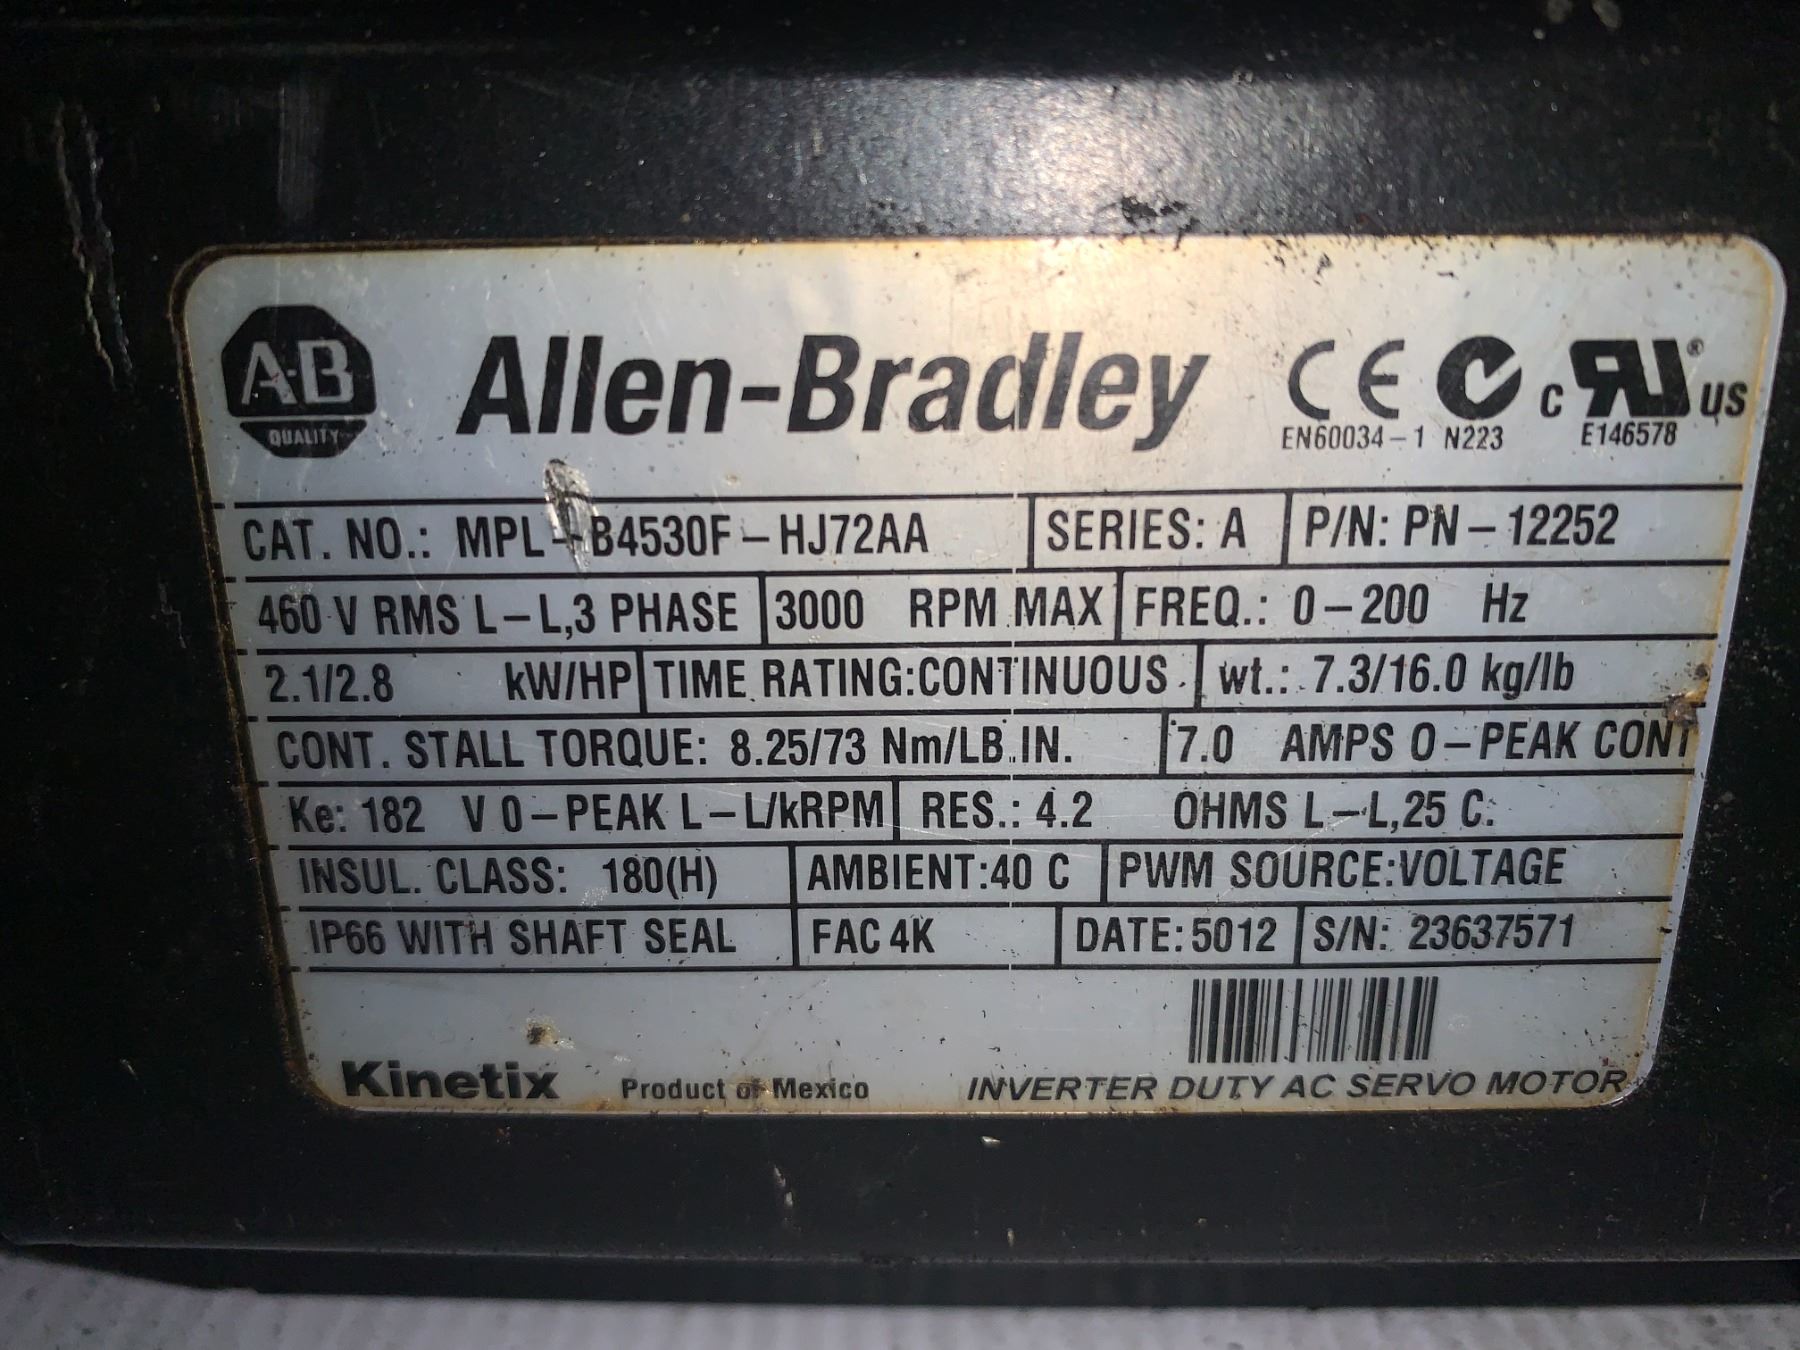 A-B Allen-Bradley CE c RU® US
QUALITY EN60034-1 N223 E146578
CAT. NO.: MPL-B4530F-HJ72AA SERIES: A P/N: PN-12252
460 V RMS L-L,3 PHASE 3000 RPM MAX FREQ.: 0-200 Hz
2.1/2.8 kW/HP TIME RATING:CONTINUOUS wt.: 7.3/16.0 kg/lb
CONT. STALL TORQUE: 8.25/73 Nm/LB.IN. 7.0 AMPS 0-PEAK CONT
Ke: 182 V 0-PEAK L-L/kRPM RES.: 4.2 OHMS L-L,25 C.
INSUL. CLASS: 180(H) AMBIENT:40 C PWM SOURCE:VOLTAGE
IP66 WITH SHAFT SEAL FAC 4K DATE:5012 S/N: 23637571
Kinetix Product of Mexico INVERTER DUTY AC SERVO MOTOR